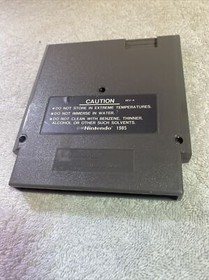 CAUTION
•DO NOT STORE IN EXTREME TEMPERATURES.
•DO NOT IMMERSE IN WATER.
•DO NOT CLEAN WITH BENZENE, THINNER,
ALCOHOL OR OTHER SUCH SOLVENTS.
©Nintendo 1985